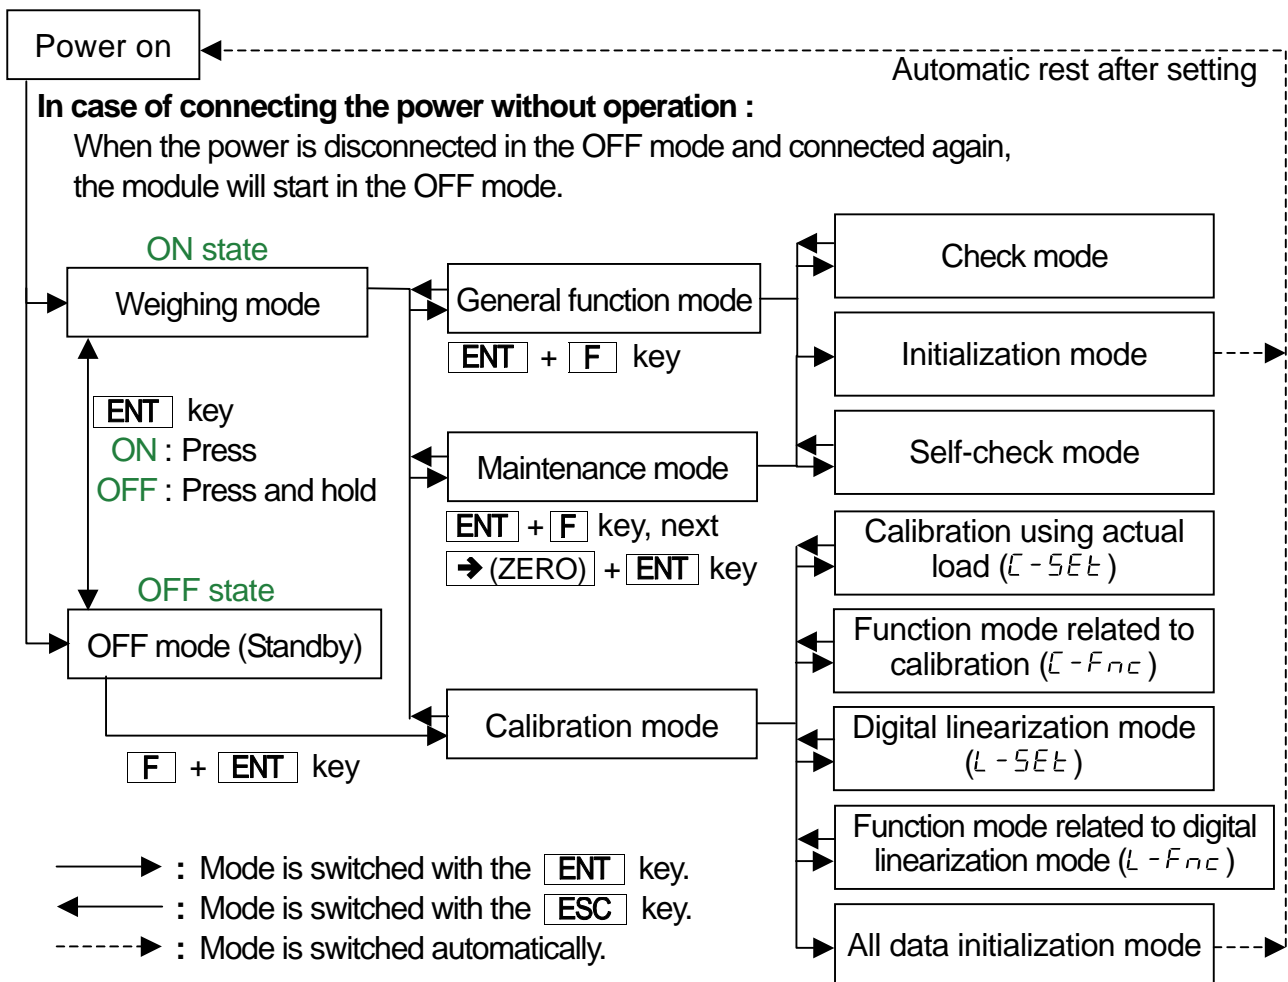 Power on
Automatic rest after setting
In case of connecting the power without operation :
When the power is disconnected in the OFF mode and connected again,
the module will start in the OFF mode.
ON state
Weighing mode
ENT key
ON : Press
OFF : Press and hold
OFF state
OFF mode (Standby)
F + ENT key
General function mode
ENT + F key
Maintenance mode
ENT + F key, next
➔ (ZERO) + ENT key
Calibration mode
Check mode
Initialization mode
Self-check mode
Calibration using actual
load (C-SEt)
Function mode related to
calibration (C-Fnc)
Digital linearization mode
(L-SEt)
Function mode related to digital
linearization mode (L-Fnc)
All data initialization mode
: Mode is switched with the ENT key.
: Mode is switched with the ESC key.
: Mode is switched automatically.